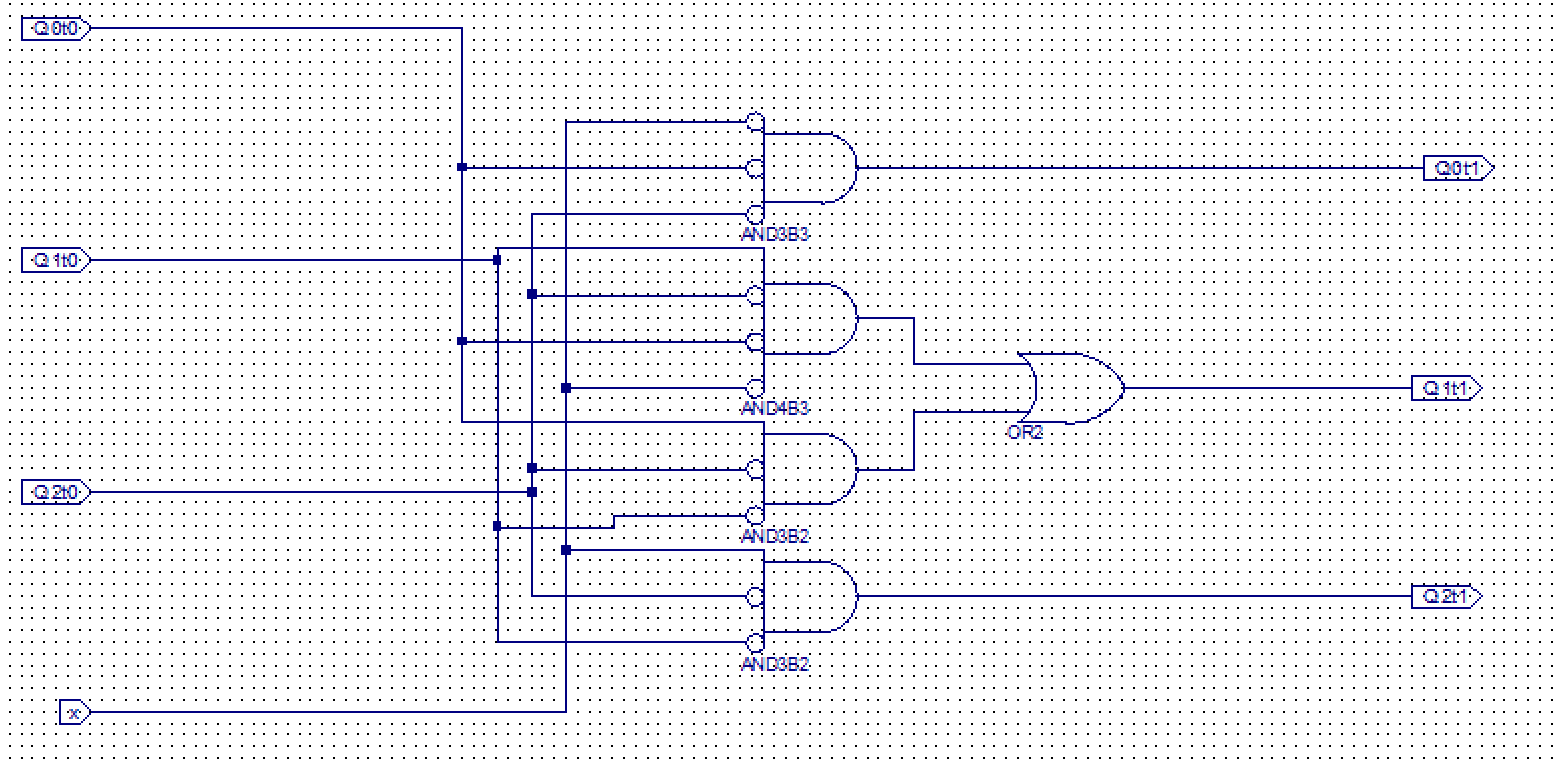 Q0t0
Q0t1
AND3B3
Q1t0
Q1t1
AND4B3
OR2
Q2t0
AND3B2
Q2t1
AND3B2
x